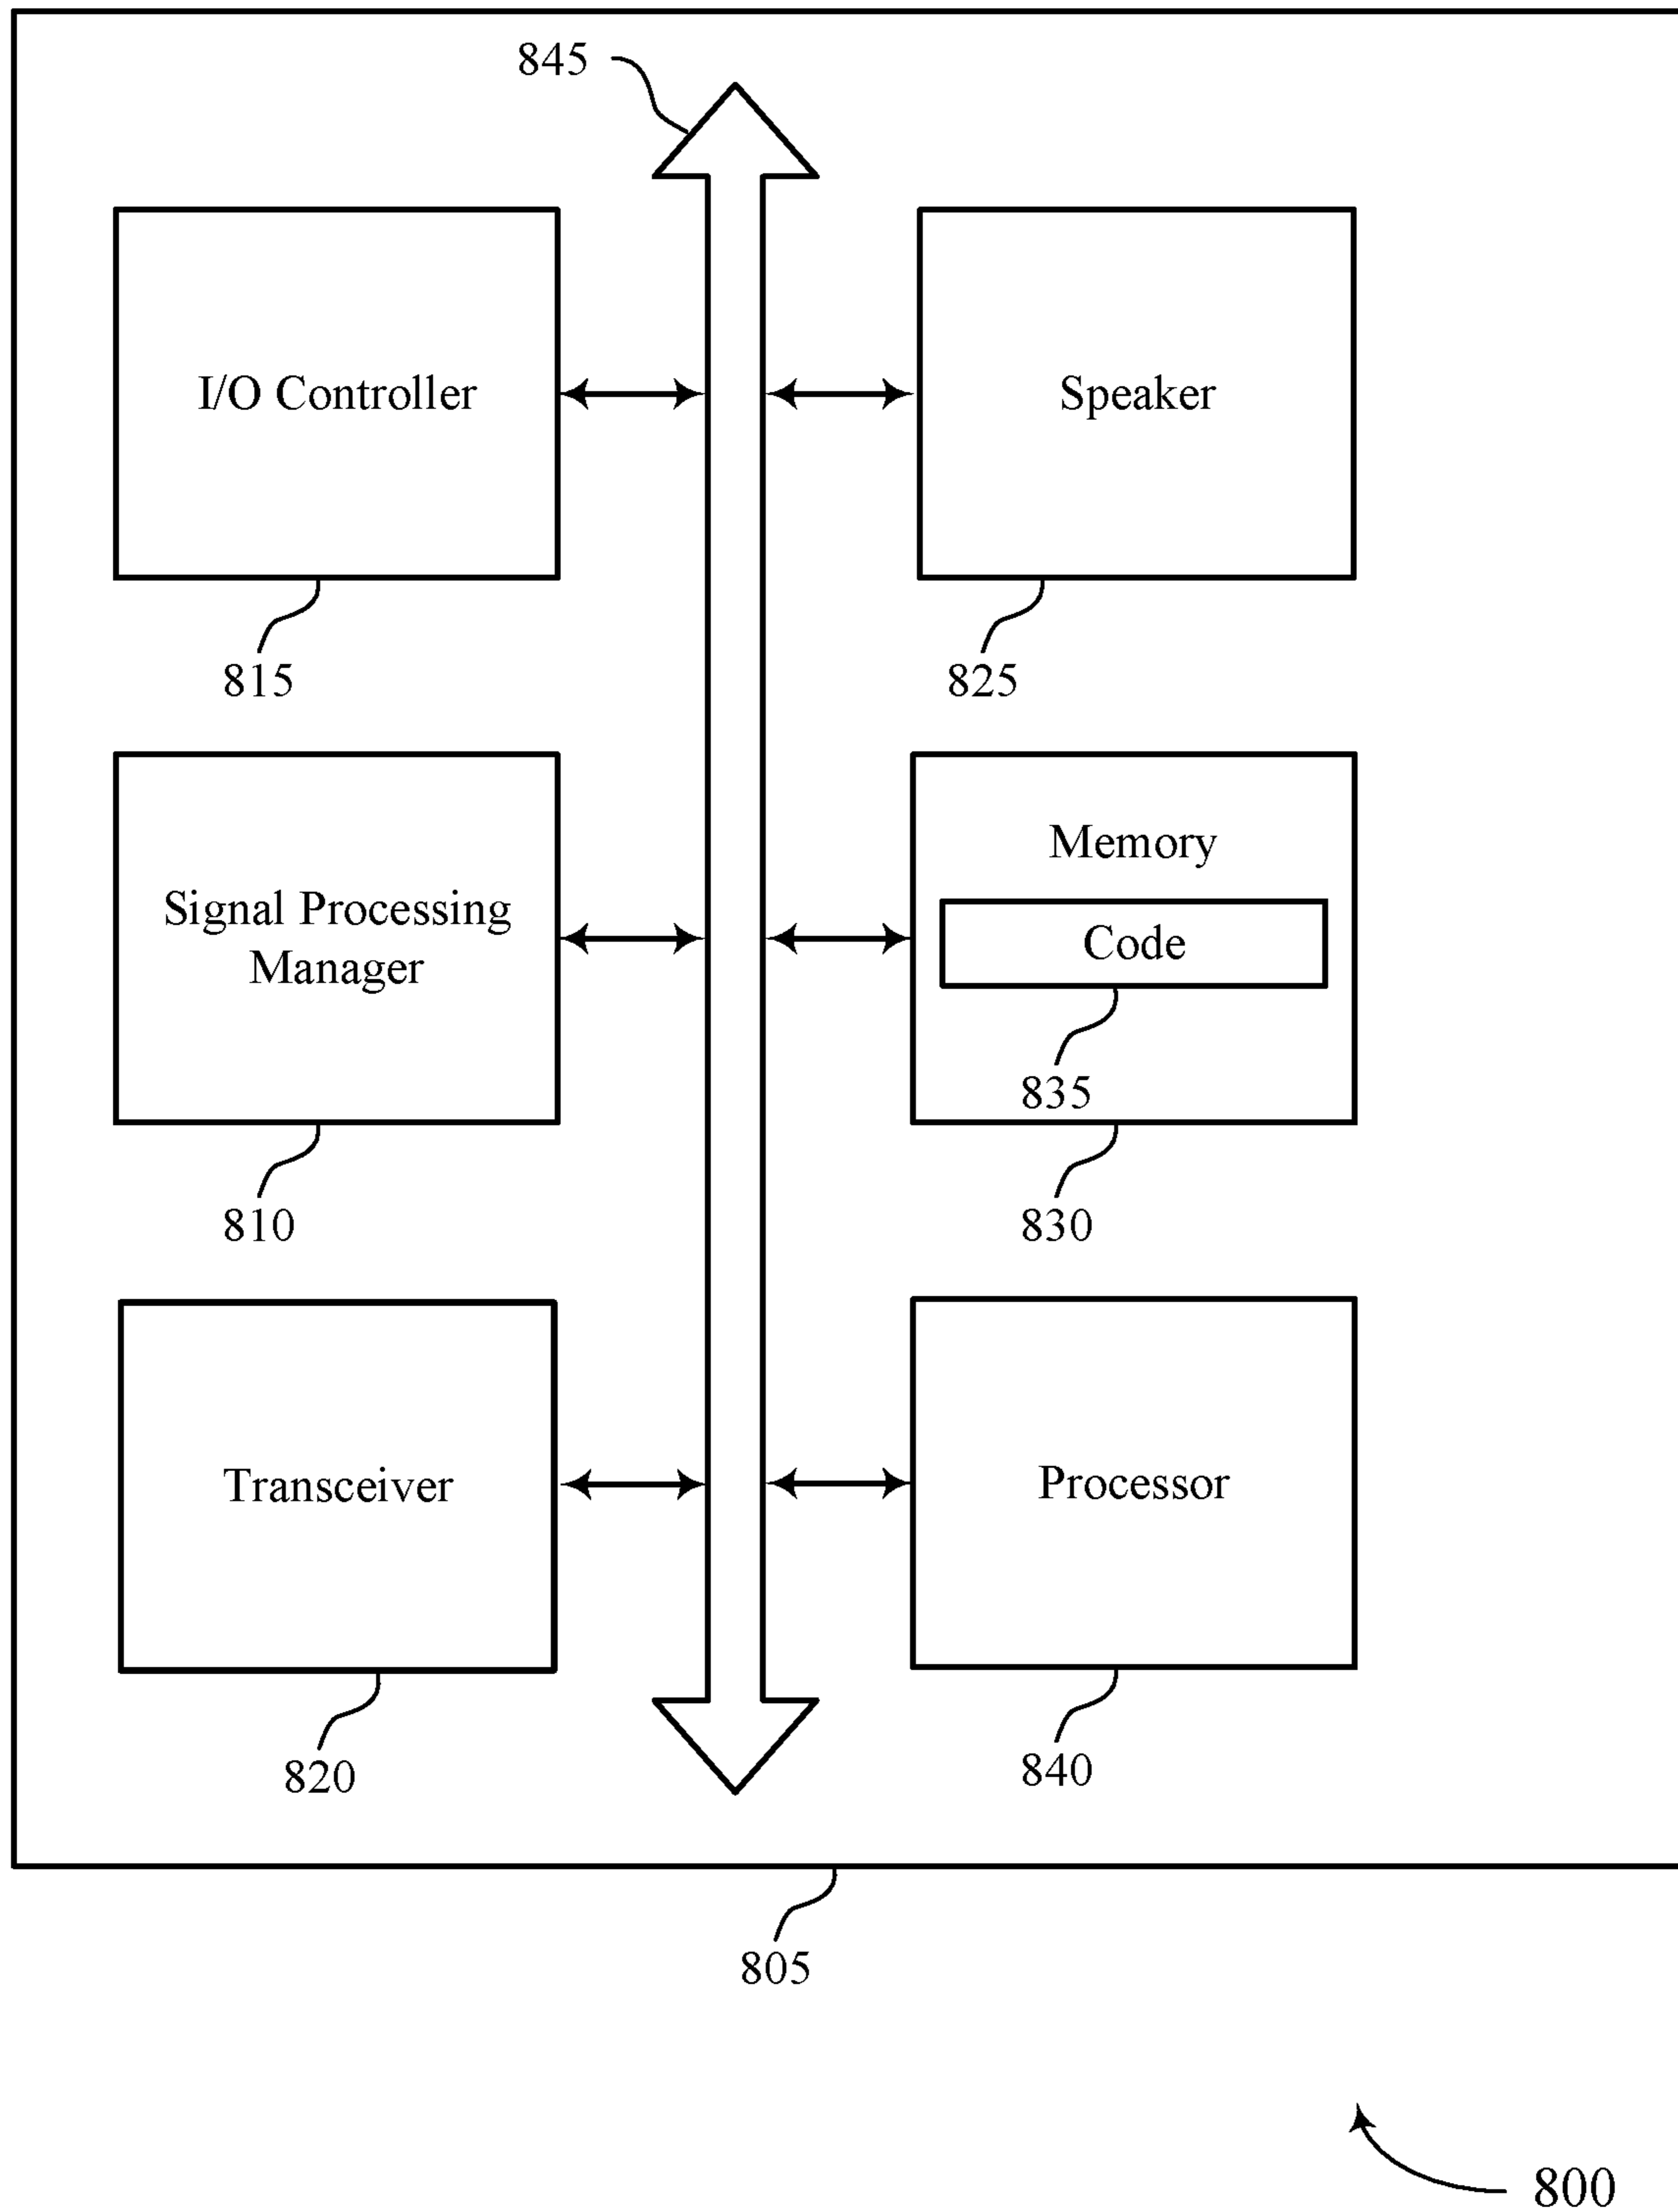 845
I/O Controller
Speaker
815
825
Signal Processing
Manager
Memory
Code
835
810
830
Transceiver
Processor
820
840
805
800